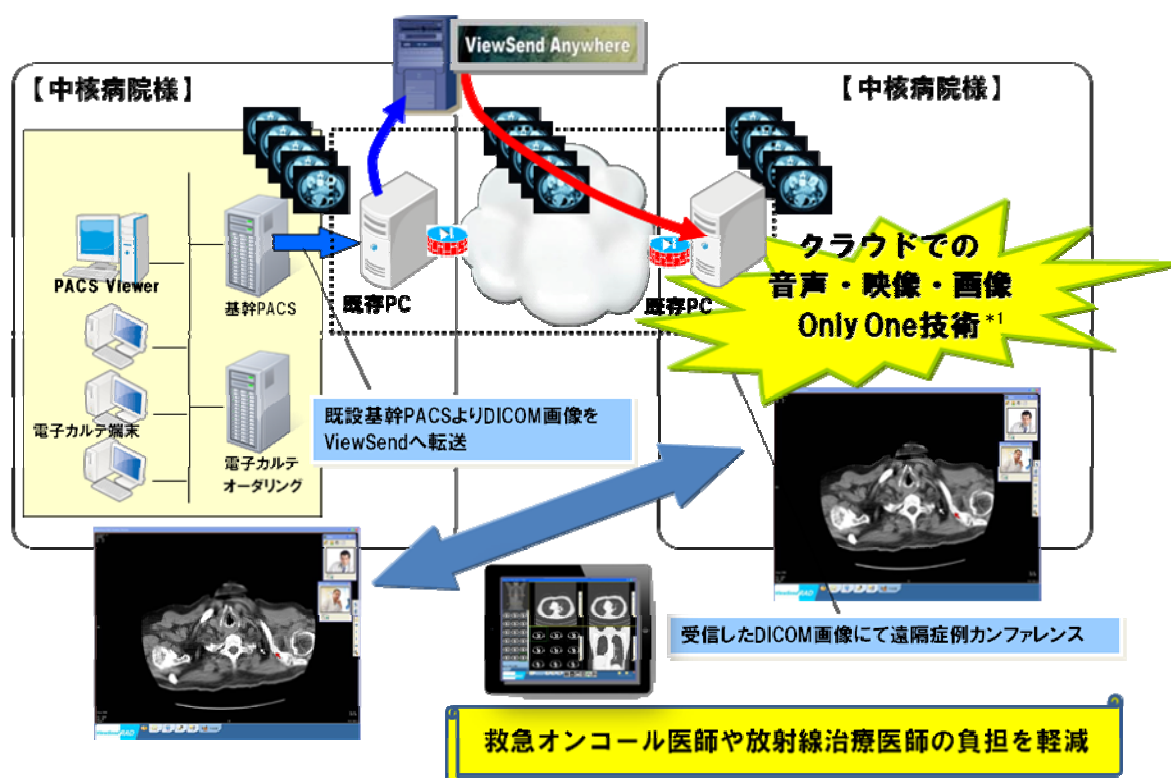 ViewSend Anywhere
【中核病院様】
【中核病院様】
PACS Viewer
基幹PACS
既存PC
既存PC
クラウドでの
音声・映像・画像
Only One技術*1
電子カルテ端末
電子カルテ
オーダリング
既設基幹PACSよりDICOM画像を
ViewSendへ転送
受信したDICOM画像にて遠隔症例カンファレンス
ViewSend RAD
ViewSend RAD
救急オンコール医師や放射線治療医師の負担を軽減